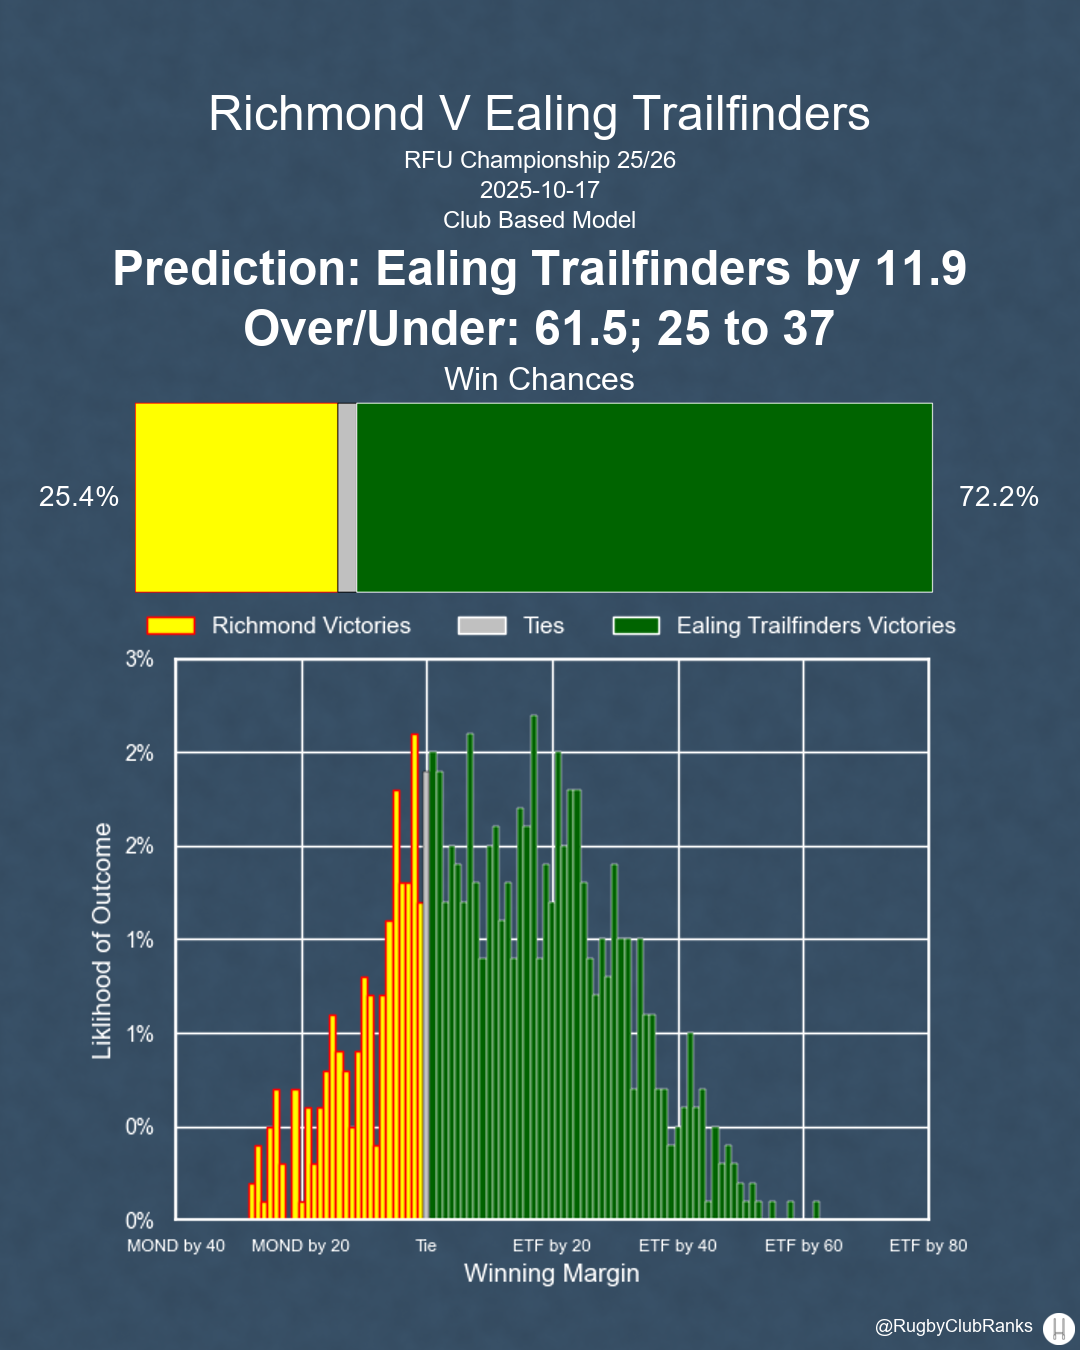 Richmond V Ealing Trailfinders
RFU Championship 25/26
2025-10-17
Club Based Model
Prediction: Ealing Trailfinders by 11.9
Over/Under: 61.5; 25 to 37
Win Chances
25.4%
72.2%
Richmond Victories
Ties
Ealing Trailfinders Victories
3%
2%
2%
1%
1%
0%
0%
Liklihood of Outcome
MOND by 40
MOND by 20
Tie
ETF by 20
ETF by 40
ETF by 60
ETF by 80
Winning Margin
@RugbyClubRanks